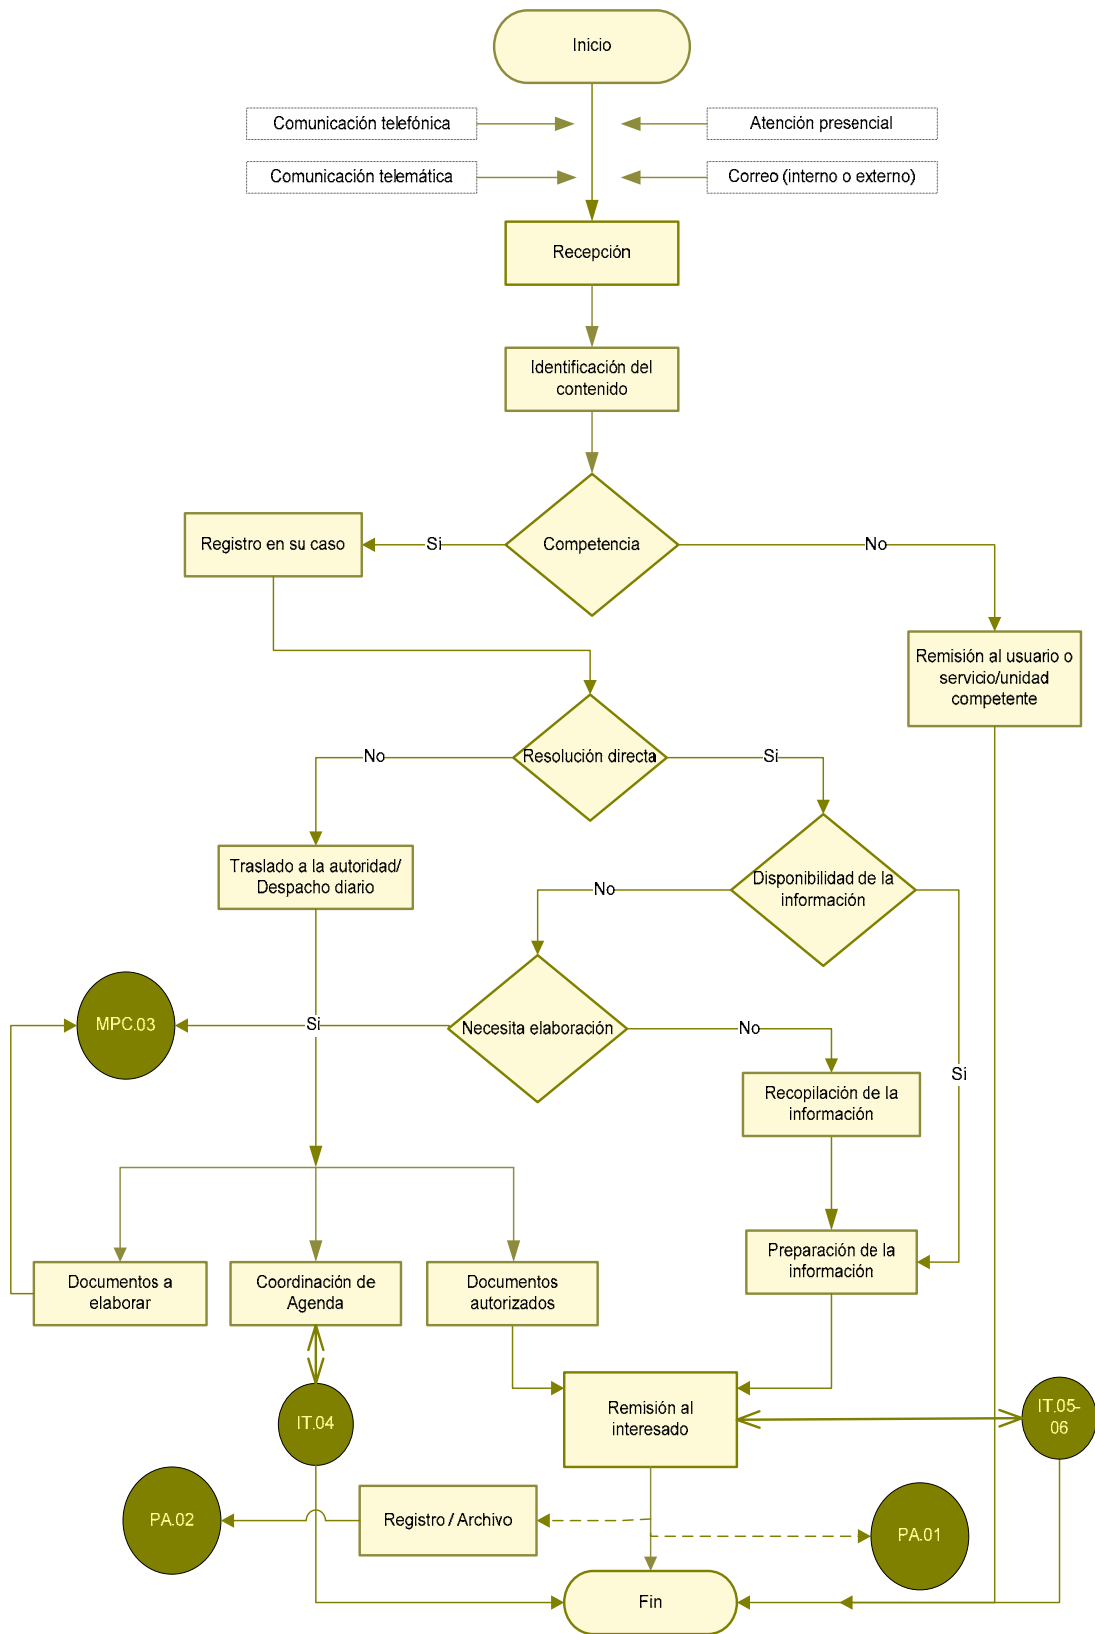 Inicio
Comunicación telefónica
Atención presencial
Comunicación telemática
Correo (interno o externo)
Recepción
Identificación del
contenido
Registro en su caso
Si
Competencia
No
Remisión al usuario o
servicio/unidad
competente
No
Resolución directa
Si
Traslado a la autoridad/
Despacho diario
No
Disponibilidad de la
información
MPC.03
Si
Necesita elaboración
No
Si
Recopilación de la
información
Preparación de la
información
Documentos a
elaborar
Coordinación de
Agenda
Documentos
autorizados
IT.04
Remisión al
interesado
IT.05-
06
PA.02
Registro / Archivo
PA.01
Fin